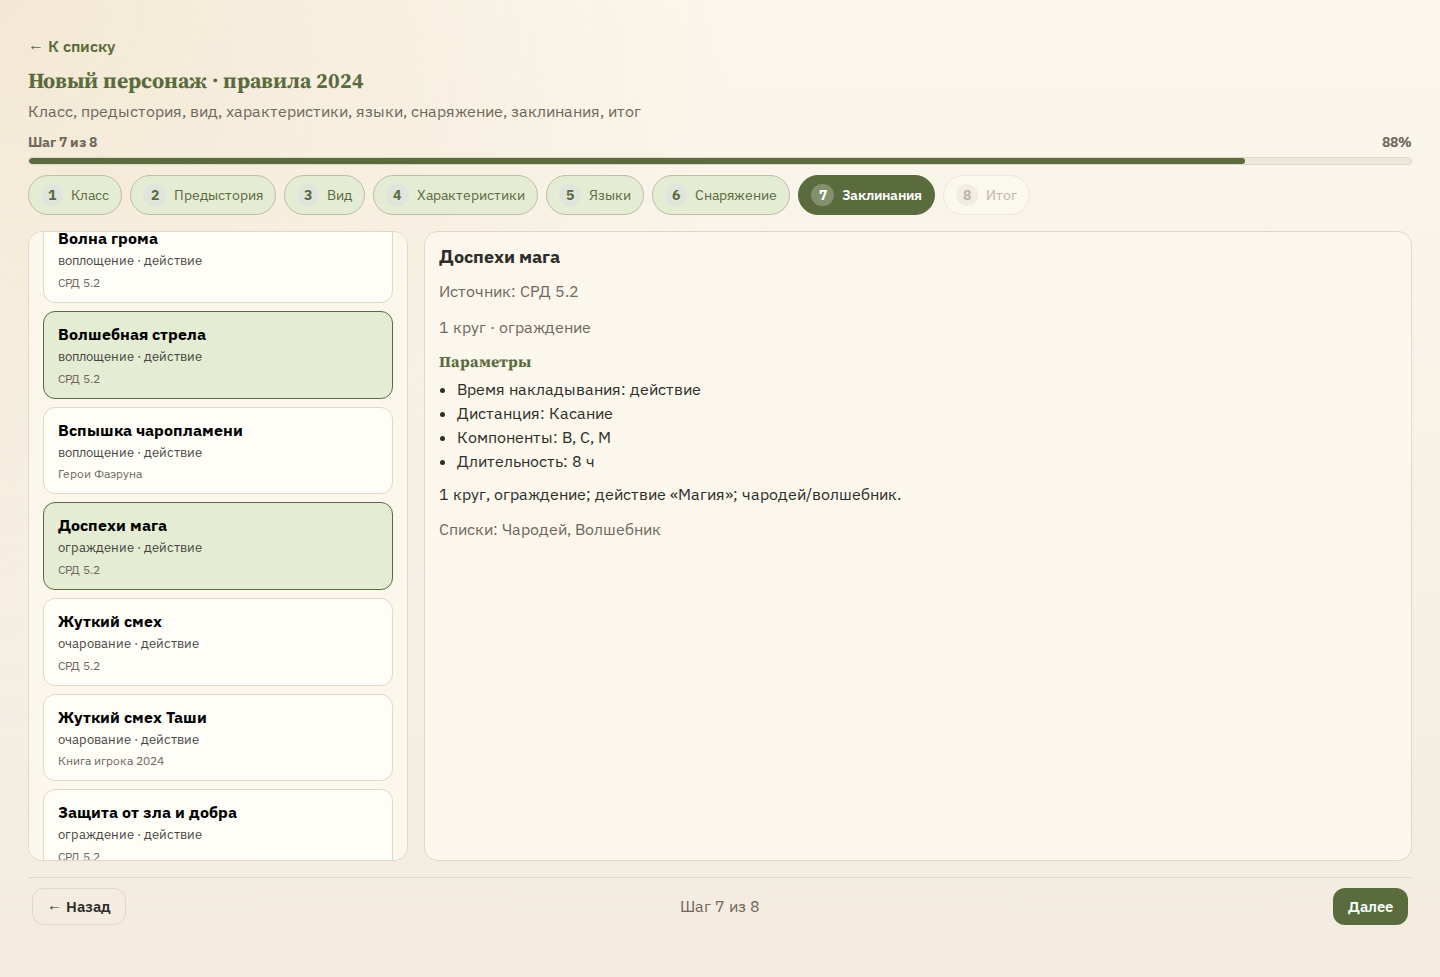 ← К списку
Новый персонаж · правила 2024
Класс, предыстория, вид, характеристики, языки, снаряжение, заклинания, итог
Шаг 7 из 8
88%
1 Класс
2 Предыстория
3 Вид
4 Характеристики
5 Языки
6 Снаряжение
7 Заклинания
8 Итог
Волна грома
воплощение · действие
СРД 5.2
Волшебная стрела
воплощение · действие
СРД 5.2
Вспышка чаропламени
воплощение · действие
Герои Фаэруна
Доспехи мага
ограждение · действие
СРД 5.2
Жуткий смех
очарование · действие
СРД 5.2
Жуткий смех Таши
очарование · действие
Книга игрока 2024
Защита от зла и добра
ограждение · действие
СРД 5.2
Доспехи мага
Источник: СРД 5.2
1 круг · ограждение
Параметры
• Время накладывания: действие
• Дистанция: Касание
• Компоненты: В, С, М
• Длительность: 8 ч
1 круг, ограждение; действие «Магия»; чародей/волшебник.
Списки: Чародей, Волшебник
← Назад
Шаг 7 из 8
Далее